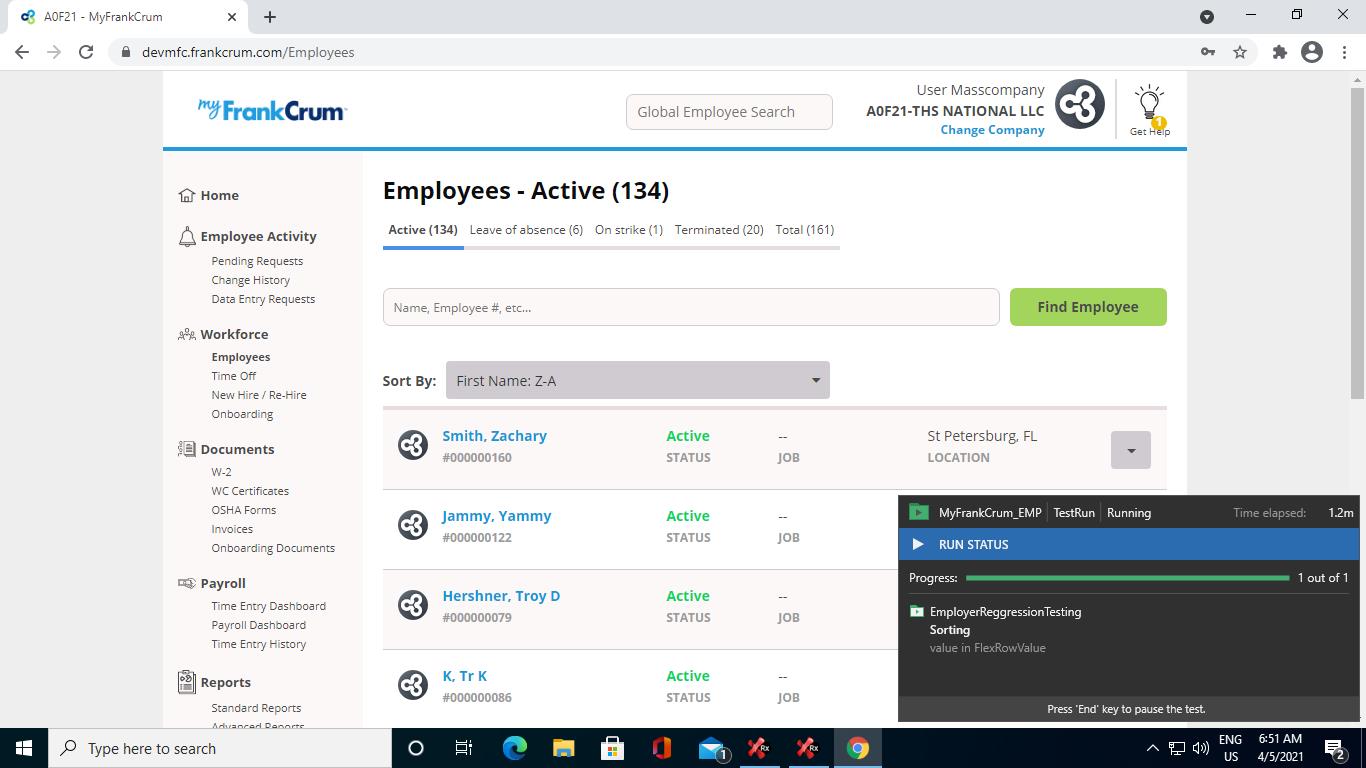 A0F21 - MyFrankCrum
devmfc.frankcrum.com/Employees
myFrankCrum
Global Employee Search
User Masscompany
A0F21-THS NATIONAL LLC
Change Company
1
Get Help
Home
Employee Activity
Pending Requests
Change History
Data Entry Requests
Workforce
Employees
Time Off
New Hire / Re-Hire
Onboarding
Documents
W-2
WC Certificates
OSHA Forms
Invoices
Onboarding Documents
Payroll
Time Entry Dashboard
Payroll Dashboard
Time Entry History
Reports
Standard Reports
Advanced Reports
Employees - Active (134)
Active (134) Leave of absence (6) On strike (1) Terminated (20) Total (161)
Name, Employee #, etc...
Find Employee
Sort By: First Name: Z-A
Smith, Zachary Active -- St Petersburg, FL
#000000160 STATUS JOB LOCATION
Jammy, Yammy Active --
#000000122 STATUS JOB
Hershner, Troy D Active --
#000000079 STATUS JOB
K, Tr K Active --
#000000086 STATUS JOB
MyFrankCrum_EMP TestRun Running Time elapsed: 1.2m
RUN STATUS
Progress: 1 out of 1
EmployerReggressionTesting
Sorting
value in FlexRowValue
Press 'End' key to pause the test.
Type here to search
1
Rx
Rx
ENG
US
6:51 AM
4/5/2021
2